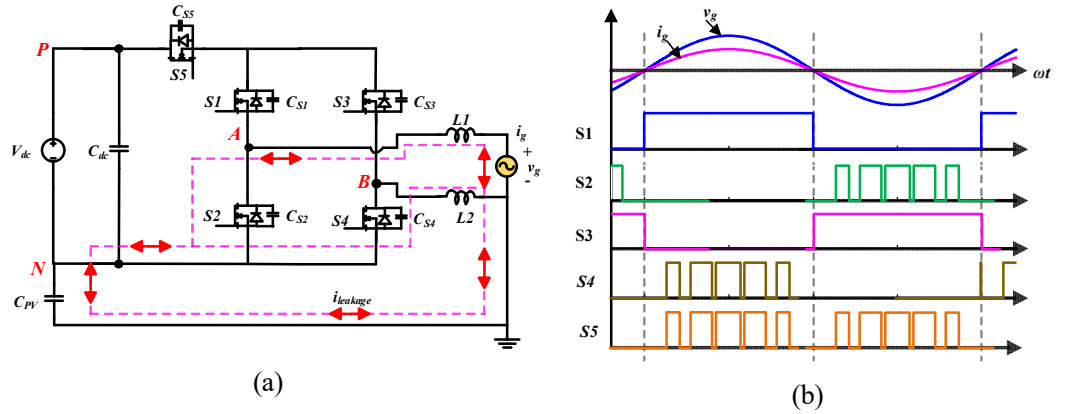 C_S5
P
S5
S1
C_S1
S3
C_S3
A
L1
i_g
+
v_g
-
V_dc
C_dc
B
L2
S2
C_S2
S4
C_S4
N
C_PV
i_leakage
(a)
v_g
i_g
ωt
S1
S2
S3
S4
S5
(b)